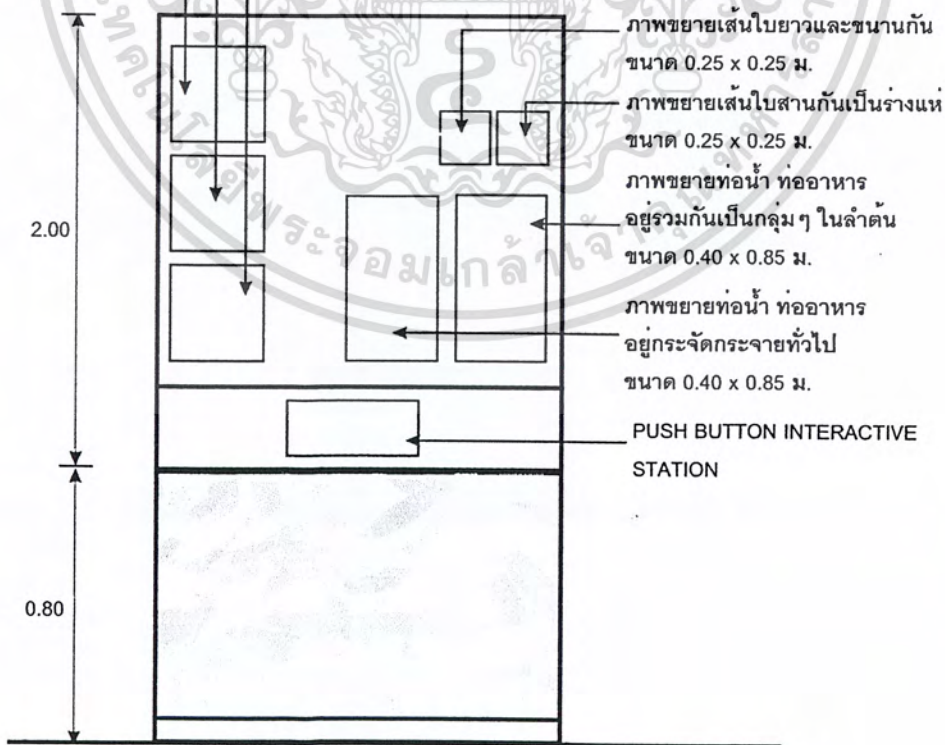 ภาพขยายเส้นใบยาวและขนานกัน
ขนาด 0.25 x 0.25 ม.
ภาพขยายเส้นใบสานกันเป็นร่างแห
ขนาด 0.25 x 0.25 ม.
ภาพขยายท่อน้ำ ท่ออาหาร
อยู่รวมกันเป็นกลุ่ม ๆ ในลำต้น
ขนาด 0.40 x 0.85 ม.
ภาพขยายท่อน้ำ ท่ออาหาร
อยู่กระจัดกระจายทั่วไป
ขนาด 0.40 x 0.85 ม.
PUSH BUTTON INTERACTIVE
STATION
2.00
0.80